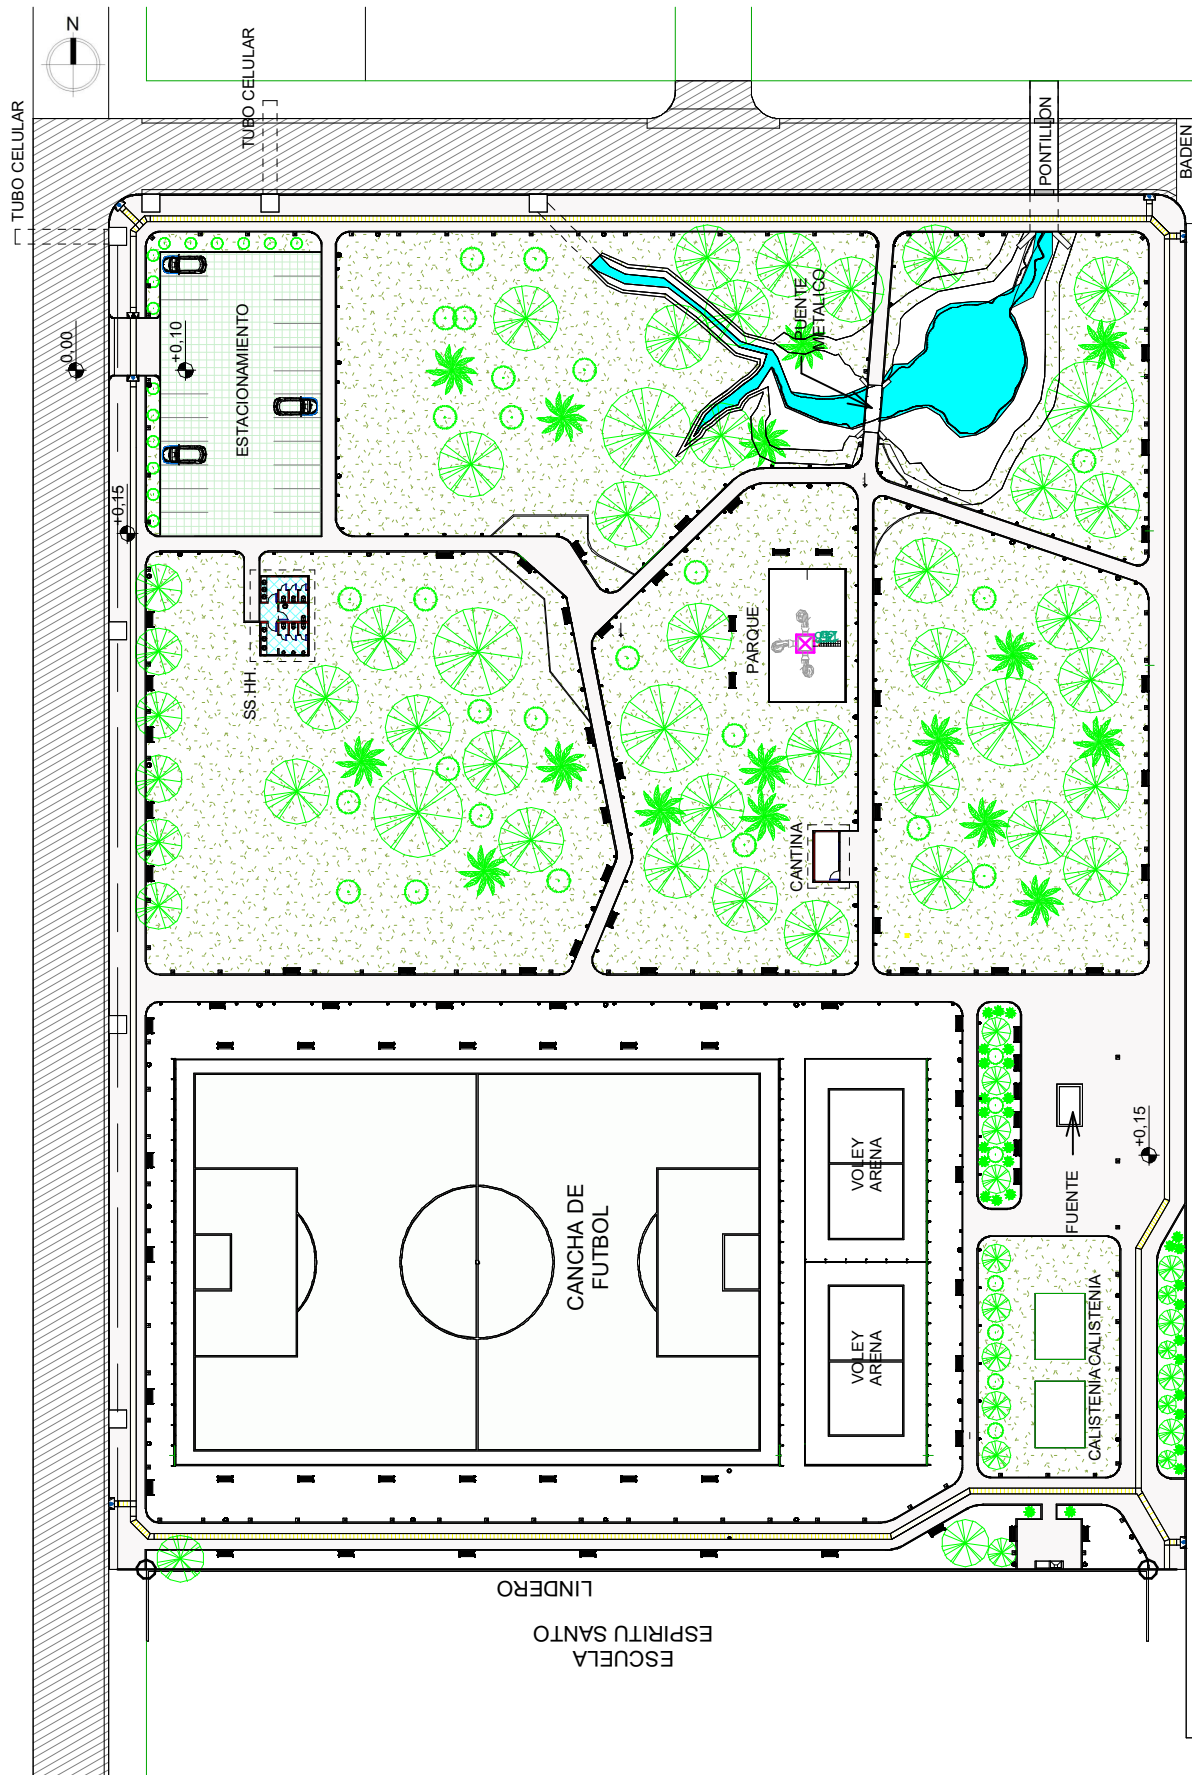 N
TUBO CELULAR
TUBO CELULAR
PONTILLON
BADEN
0,00
+0,10
ESTACIONAMIENTO
PUENTE
METALICO
+0,15
SS.HH.
PARQUE
CANTINA
CANCHA DE
FUTBOL
VOLEY
ARENA
VOLEY
ARENA
FUENTE
+0,15
CALISTENIA
CALISTENIA
LINDERO
ESCUELA
ESPIRITU SANTO